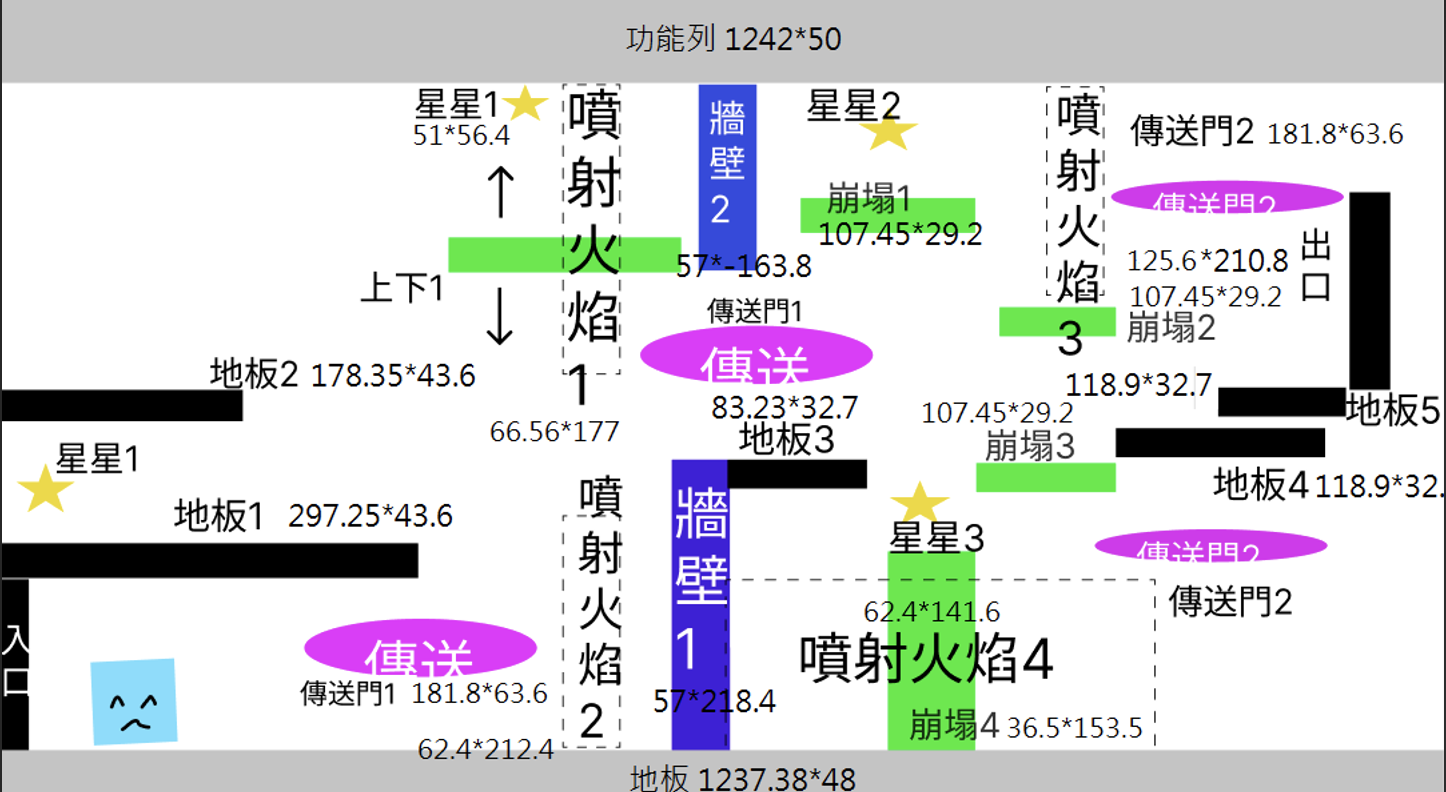 功能列 1242*50
星星1
51*56.4
噴射火焰1
66.56*177
牆壁2
57*-163.8
星星2
崩塌1
107.45*29.2
噴射火焰3
傳送門2 181.8*63.6
傳送門2
出口
125.6*210.8
107.45*29.2
崩塌2
上下1
傳送門1
傳送
地板2 178.35*43.6
83.23*32.7
地板3
118.9*32.7
地板5
107.45*29.2
崩塌3
地板4 118.9*32.
星星1
地板1 297.25*43.6
噴射火焰2
62.4*212.4
牆壁1
57*218.4
星星3
62.4*141.6
噴射火焰4
崩塌4 36.5*153.5
傳送門2
傳送門2
入口
傳送
傳送門1 181.8*63.6
地板 1237.38*48